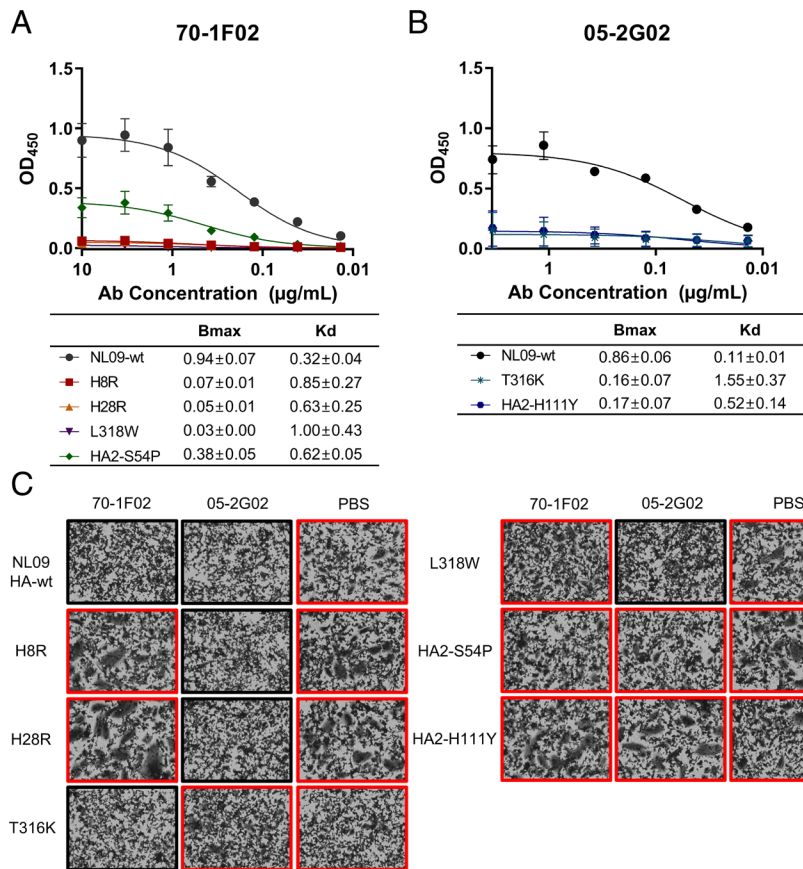 A
70-1F02
1.5
1.0
0.5
0.0
OD450
10
1
0.1
0.01
Ab Concentration (µg/mL)
Bmax Kd
NL09-wt 0.94±0.07 0.32±0.04
H8R 0.07±0.01 0.85±0.27
H28R 0.05±0.01 0.63±0.25
L318W 0.03±0.00 1.00±0.43
HA2-S54P 0.38±0.05 0.62±0.05
B
05-2G02
1.5
1.0
0.5
0.0
OD450
1
0.1
0.01
Ab Concentration (µg/mL)
Bmax Kd
NL09-wt 0.86±0.06 0.11±0.01
T316K 0.16±0.07 1.55±0.37
HA2-H111Y 0.17±0.07 0.52±0.14
C
70-1F02 05-2G02 PBS
NL09
HA-wt
H8R
H28R
T316K
70-1F02 05-2G02 PBS
L318W
HA2-S54P
HA2-H111Y